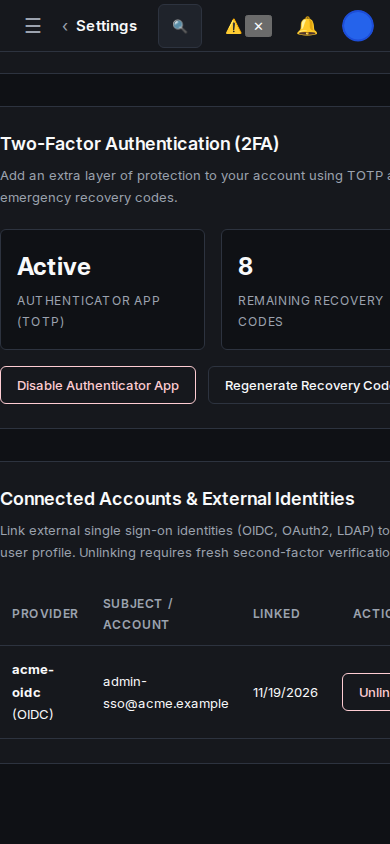 Settings
Two-Factor Authentication (2FA)
Add an extra layer of protection to your account using TOTP
emergency recovery codes.
Active
8
AUTHENTICATOR APP
(TOTP)
REMAINING RECOVERY
CODES
Disable Authenticator App
Regenerate Recovery
Connected Accounts & External Identities
Link external single sign-on identities (OIDC, OAuth2, LDAP) to
user profile. Unlinking requires fresh second-factor
PROVIDER
SUBJECT /
ACCOUNT
LINKED
acme-
oidc
(OIDC)
admin-
sso@acme.example
11/19/2026